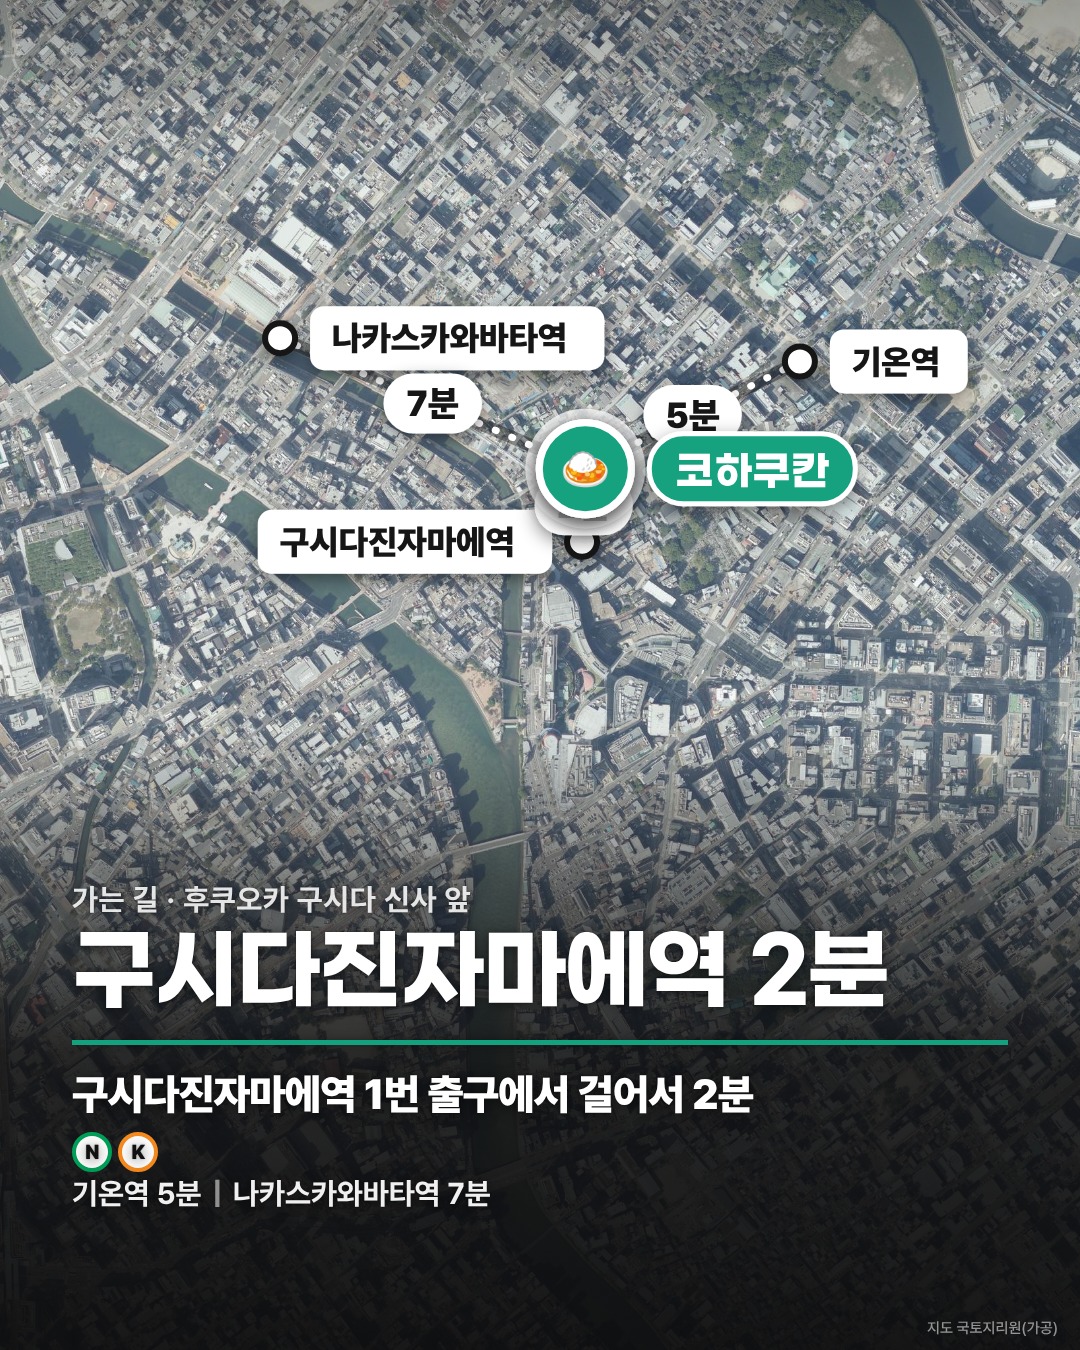 나카스카와바타역
기온역
7분
5분
코하쿠칸
구시다진자마에역
가는 길 · 후쿠오카 구시다 신사 앞
구시다진자마에역 2분
구시다진자마에역 1번 출구에서 걸어서 2분
N K
기온역 5분 | 나카스카와바타역 7분
지도 국토지리원(가공)